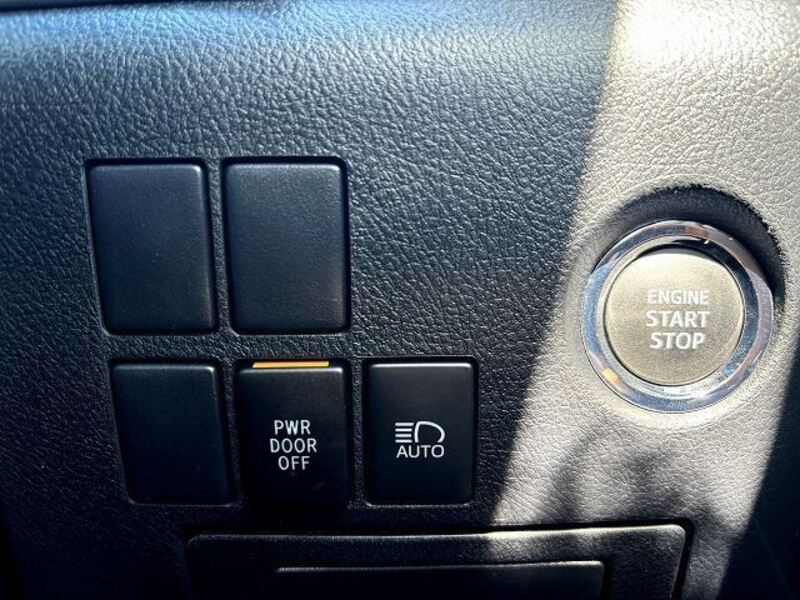 PWR
DOOR
OFF
AUTO
ENGINE
START
STOP